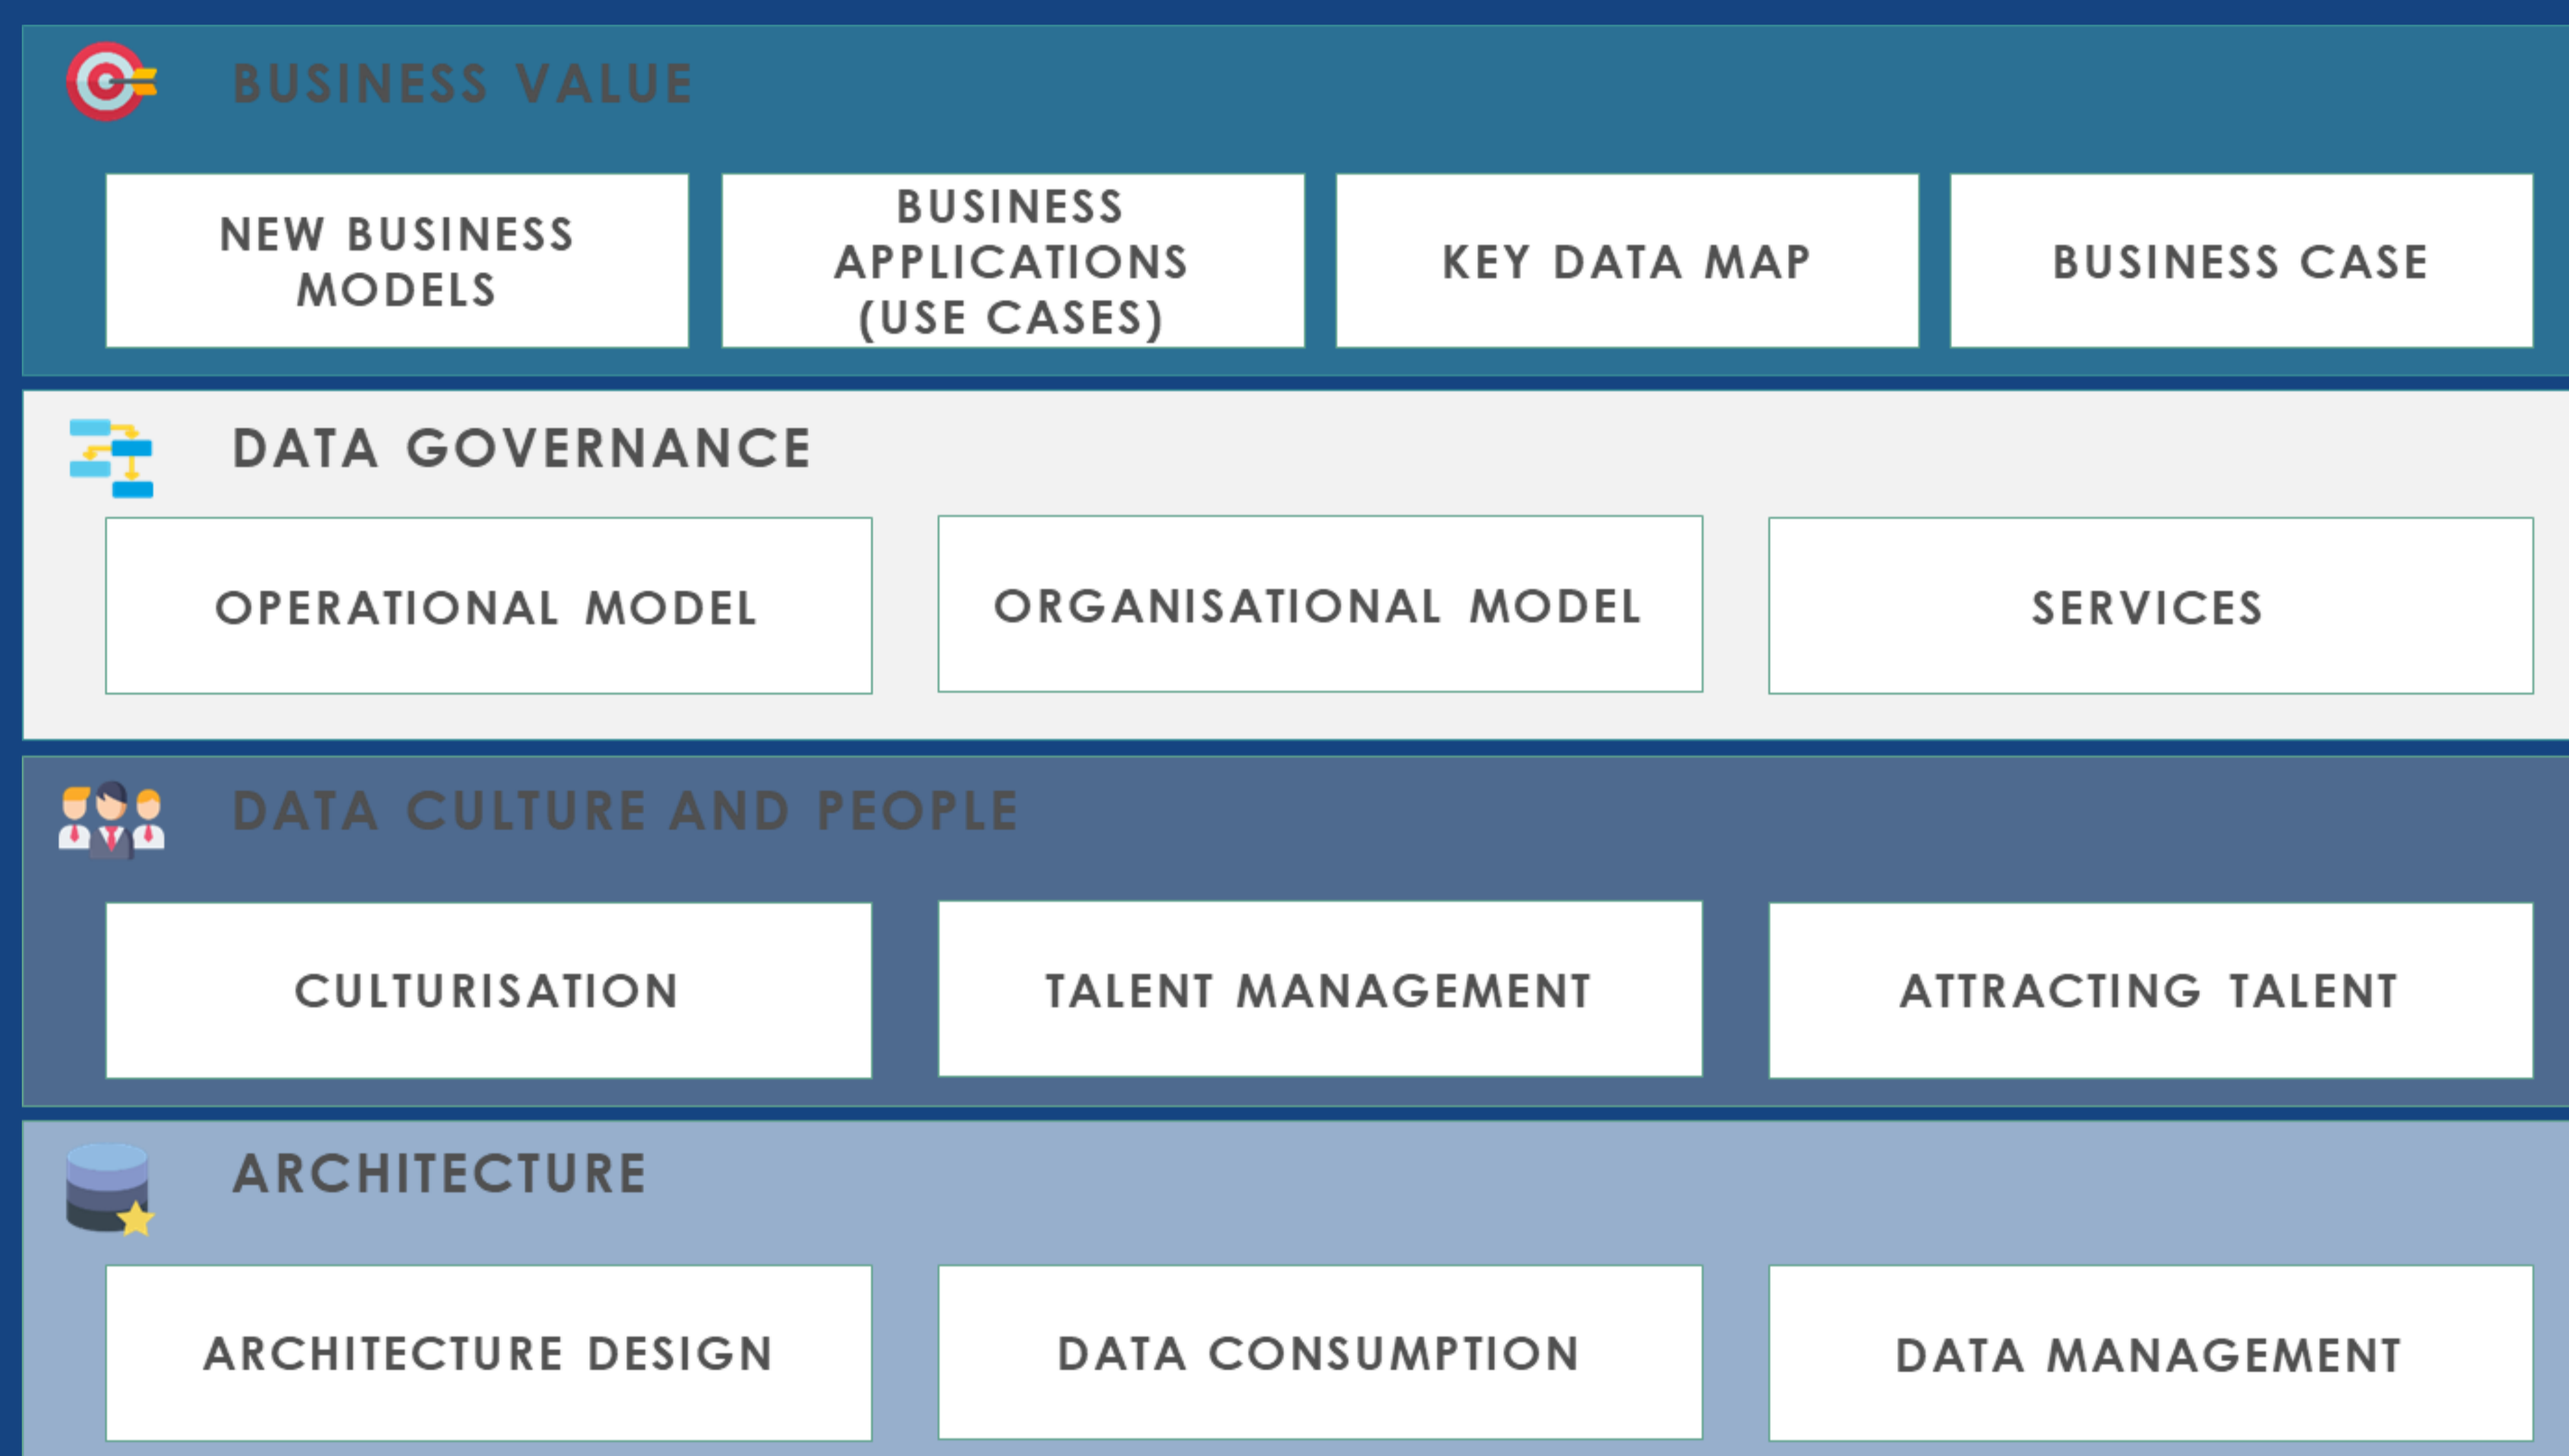 BUSINESS VALUE
NEW BUSINESS
MODELS
BUSINESS
APPLICATIONS
(USE CASES)
KEY DATA MAP
BUSINESS CASE
DATA GOVERNANCE
OPERATIONAL MODEL
ORGANISATIONAL MODEL
SERVICES
DATA CULTURE AND PEOPLE
CULTURISATION
TALENT MANAGEMENT
ATTRACTING TALENT
ARCHITECTURE
ARCHITECTURE DESIGN
DATA CONSUMPTION
DATA MANAGEMENT